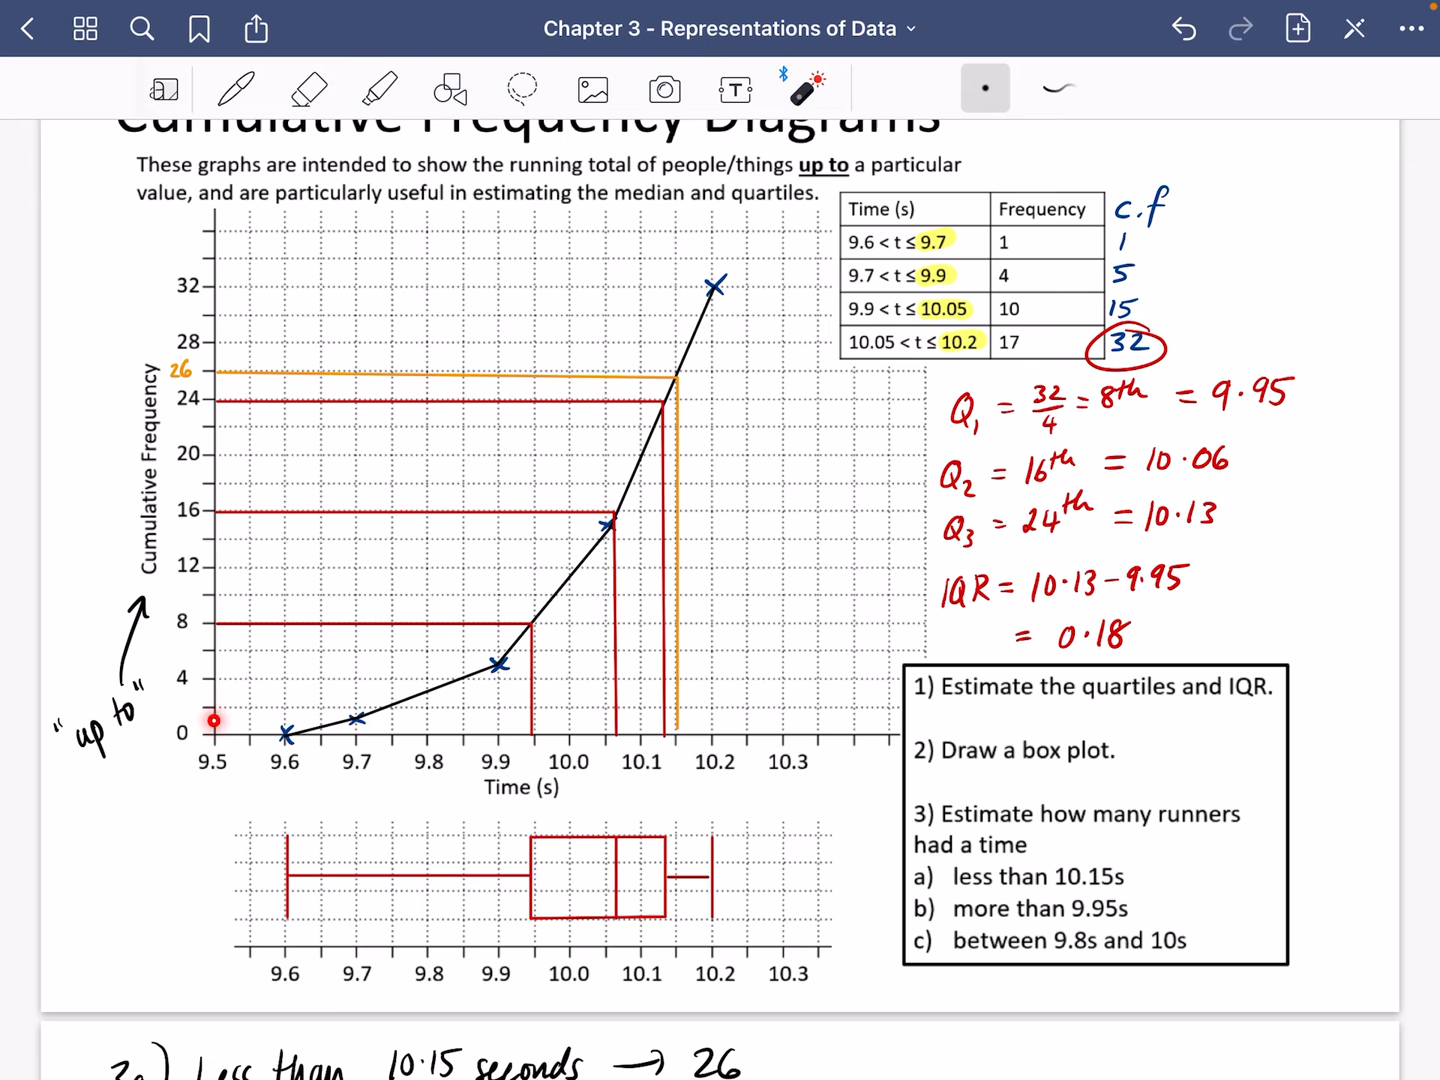 Chapter 3 - Representations of Data
Cumulative Frequency Diagrams
These graphs are intended to show the running total of people/things up to a particular
value, and are particularly useful in estimating the median and quartiles.
Time (s) Frequency c.f
9.6 < t ≤ 9.7 1 1
9.7 < t ≤ 9.9 4 5
9.9 < t ≤ 10.05 10 15
10.05 < t ≤ 10.2 17 32
Cumulative Frequency
32
28
26
24
20
16
12
8
4
0
9.5 9.6 9.7 9.8 9.9 10.0 10.1 10.2 10.3
Time (s)
"up to"
Q₁ = 32/4 = 8th = 9.95
Q₂ = 16th = 10.06
Q₃ = 24th = 10.13
IQR = 10.13 - 9.95
= 0.18
9.6 9.7 9.8 9.9 10.0 10.1 10.2 10.3
1) Estimate the quartiles and IQR.
2) Draw a box plot.
3) Estimate how many runners
had a time
a) less than 10.15s
b) more than 9.95s
c) between 9.8s and 10s
3a) Less than 10.15 seconds → 26